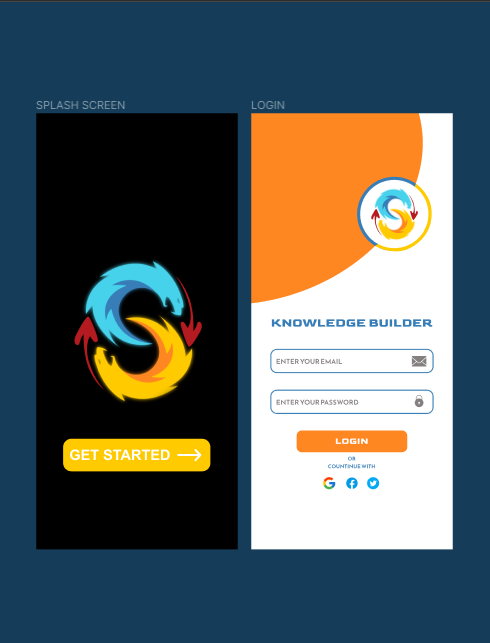 SPLASH SCREEN
LOGIN
GET STARTED
KNOWLEDGE BUILDER
ENTER YOUR EMAIL
ENTER YOUR PASSWORD
LOGIN
OR
COUNTINUE WITH